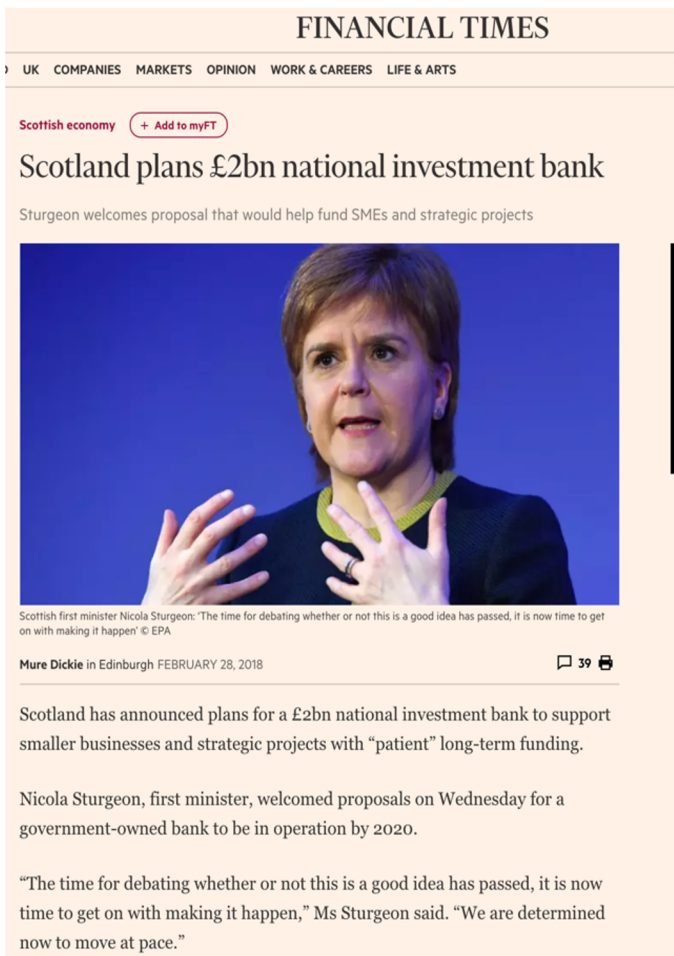 FINANCIAL TIMES
UK COMPANIES MARKETS OPINION WORK & CAREERS LIFE & ARTS
Scottish economy + Add to myFT
Scotland plans £2bn national investment bank
Sturgeon welcomes proposal that would help fund SMEs and strategic projects
Scottish first minister Nicola Sturgeon: ‘The time for debating whether or not this is a good idea has passed, it is now time to get
on with making it happen’ © EPA
Mure Dickie in Edinburgh FEBRUARY 28, 2018 39
Scotland has announced plans for a £2bn national investment bank to support
smaller businesses and strategic projects with “patient” long-term funding.
Nicola Sturgeon, first minister, welcomed proposals on Wednesday for a
government-owned bank to be in operation by 2020.
“The time for debating whether or not this is a good idea has passed, it is now
time to get on with making it happen,” Ms Sturgeon said. “We are determined
now to move at pace.”